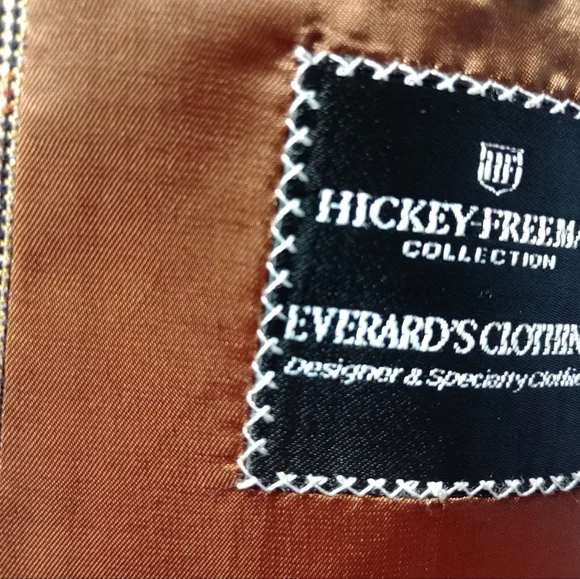 HF
HICKEY-FREEMA
COLLECTION
EVERARD'S CLOTHIN
Designer & Specialty Clothie